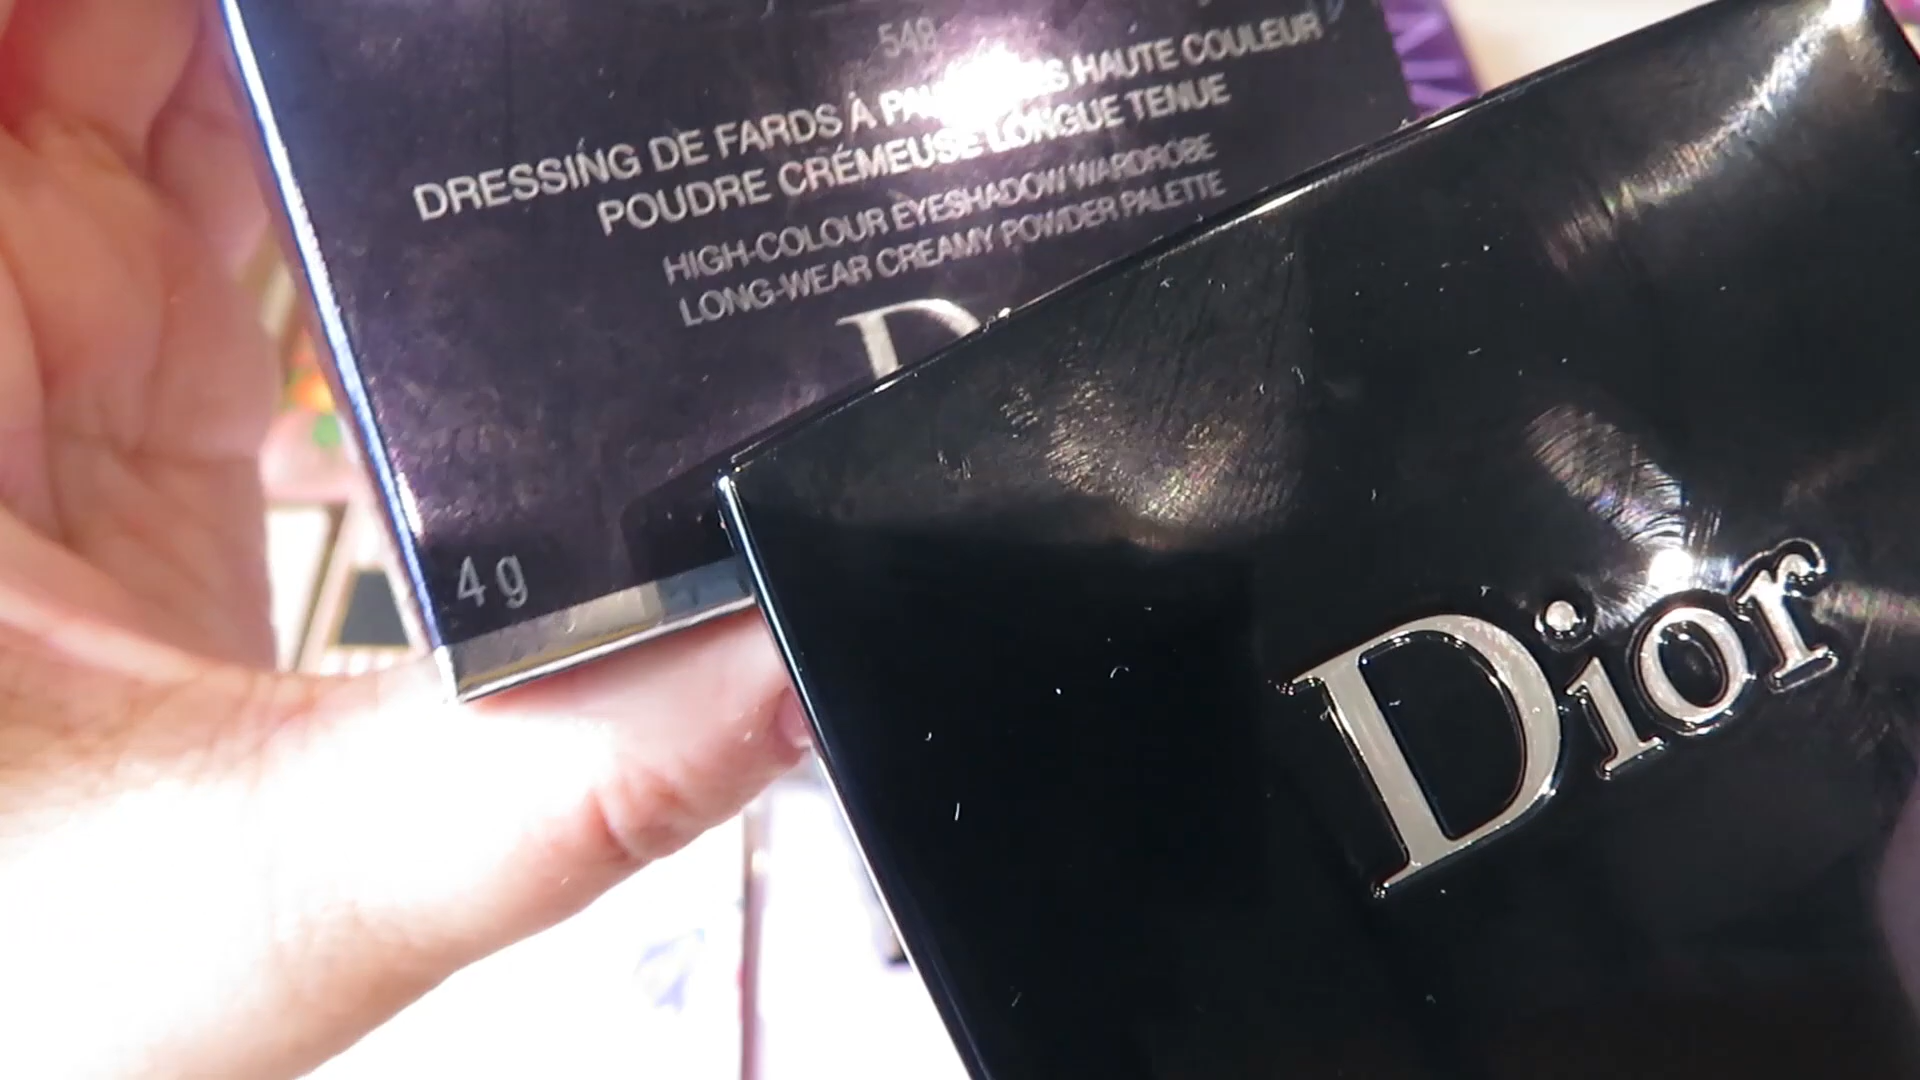 549
DRESSING DE FARDS À HAUTE COULEUR
POUDRE CRÉMEUSE LONGUE TENUE
HIGH-COLOUR EYESHADOW WARDROBE
LONG-WEAR CREAMY POWDER PALETTE
D
4 g
Dior